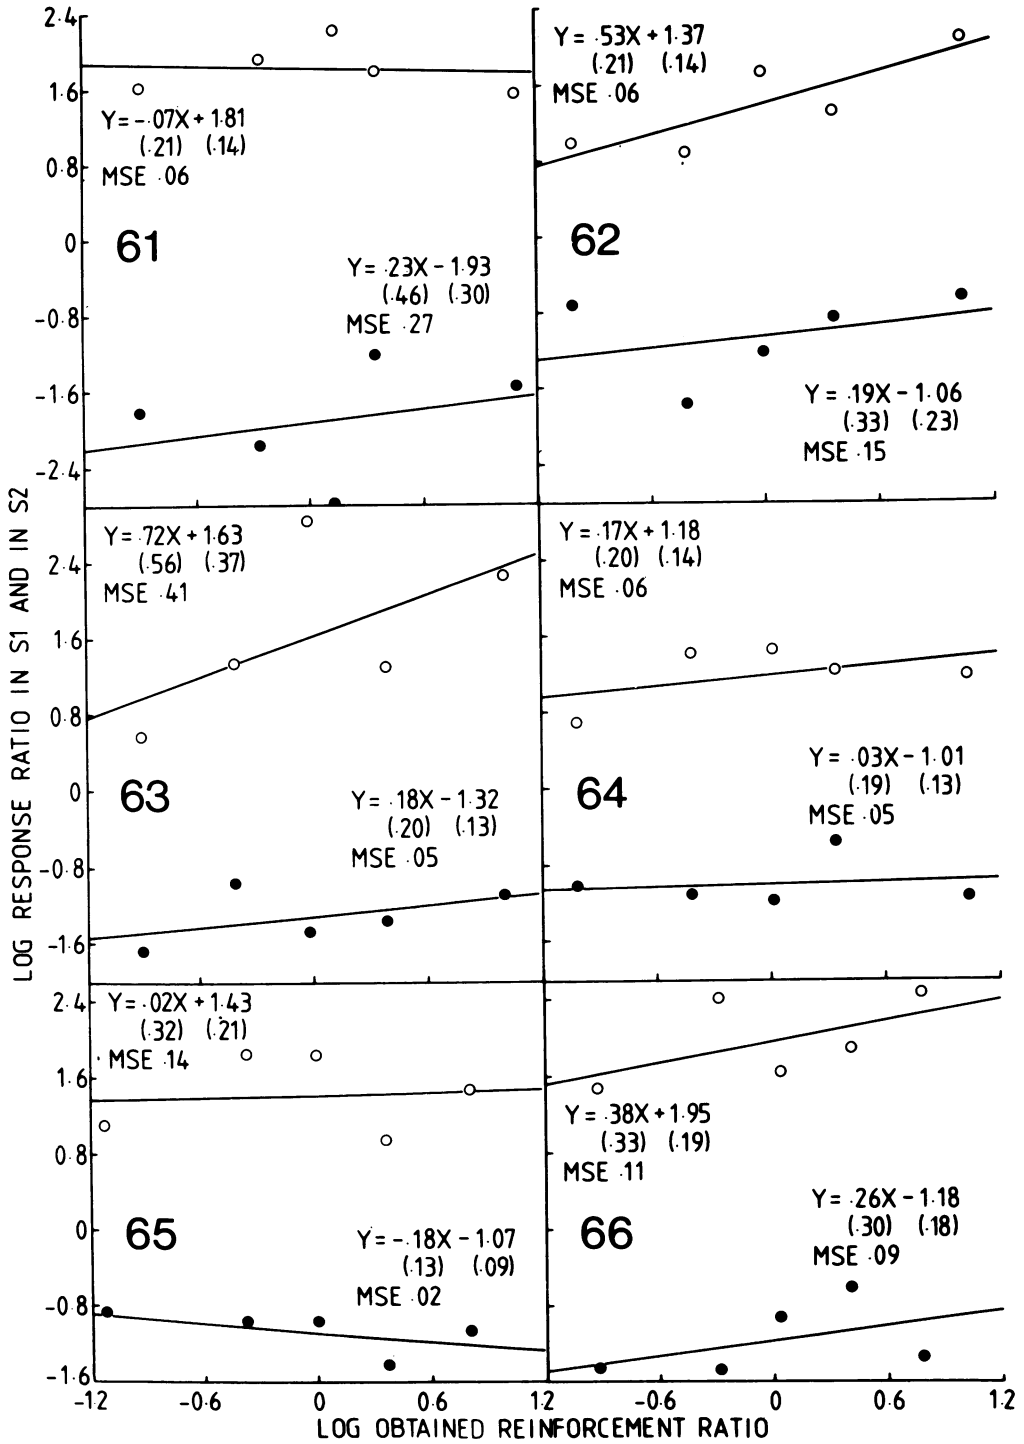 LOG RESPONSE RATIO IN S1 AND IN S2
2·4
1·6
0·8
0
-0·8
-1·6
-2·4
Y=-·07X+1·81
(·21) (·14)
MSE ·06
61
Y= ·23X-1·93
(·46) (·30)
MSE ·27
Y= ·53X+1·37
(·21) (·14)
MSE ·06
62
Y= ·19X-1·06
(·33) (·23)
MSE ·15
2·4
1·6
0·8
0
-0·8
-1·6
Y= ·72X+1·63
(·56) (·37)
MSE ·41
63
Y= ·18X-1·32
(·20) (·13)
MSE ·05
Y= ·17X+1·18
(·20) (·14)
MSE ·06
64
Y= ·03X-1·01
(·19) (·13)
MSE ·05
2·4
1·6
0·8
0
-0·8
-1·6
Y= ·02X+1·43
(·32) (·21)
MSE ·14
65
Y=-·18X-1·07
(·13) (·09)
MSE ·02
Y= ·38X+1·95
(·33) (·19)
MSE ·11
66
Y= ·26X-1·18
(·30) (·18)
MSE ·09
-1·2 -0·6 0 0·6 1·2 -0·6 0 0·6 1·2
LOG OBTAINED REINFORCEMENT RATIO